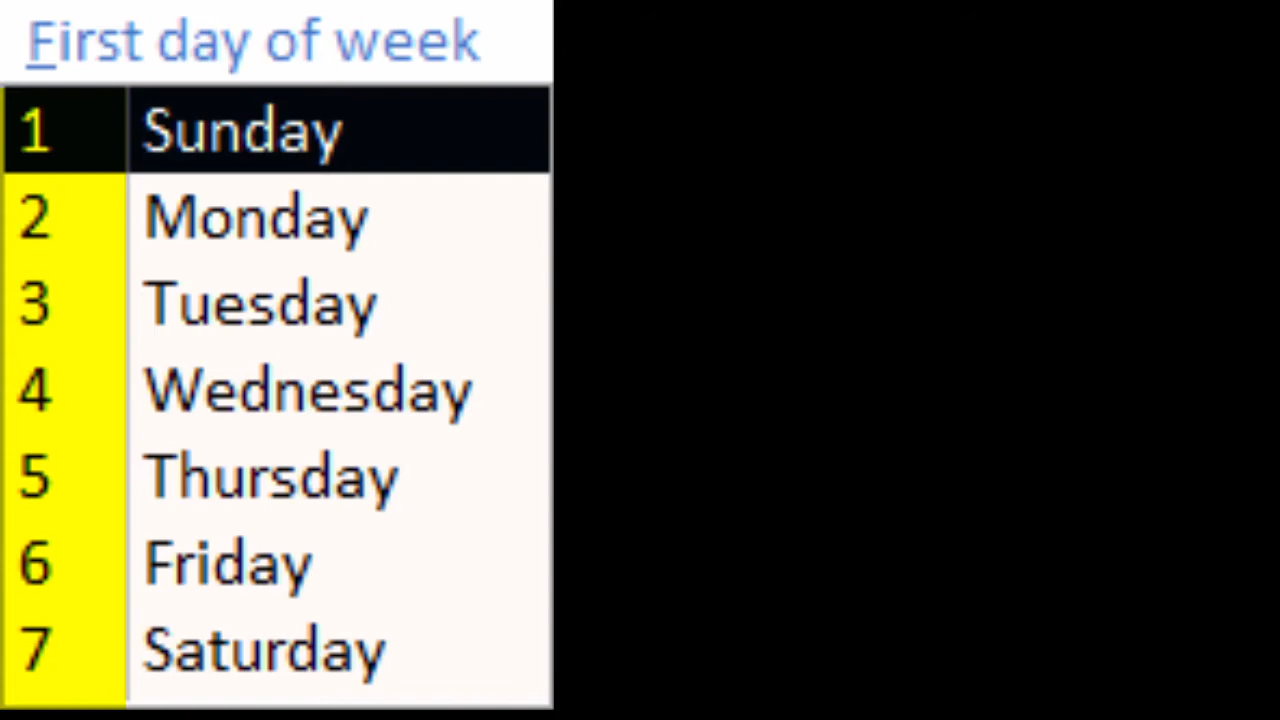 First day of week
1 Sunday
2 Monday
3 Tuesday
4 Wednesday
5 Thursday
6 Friday
7 Saturday